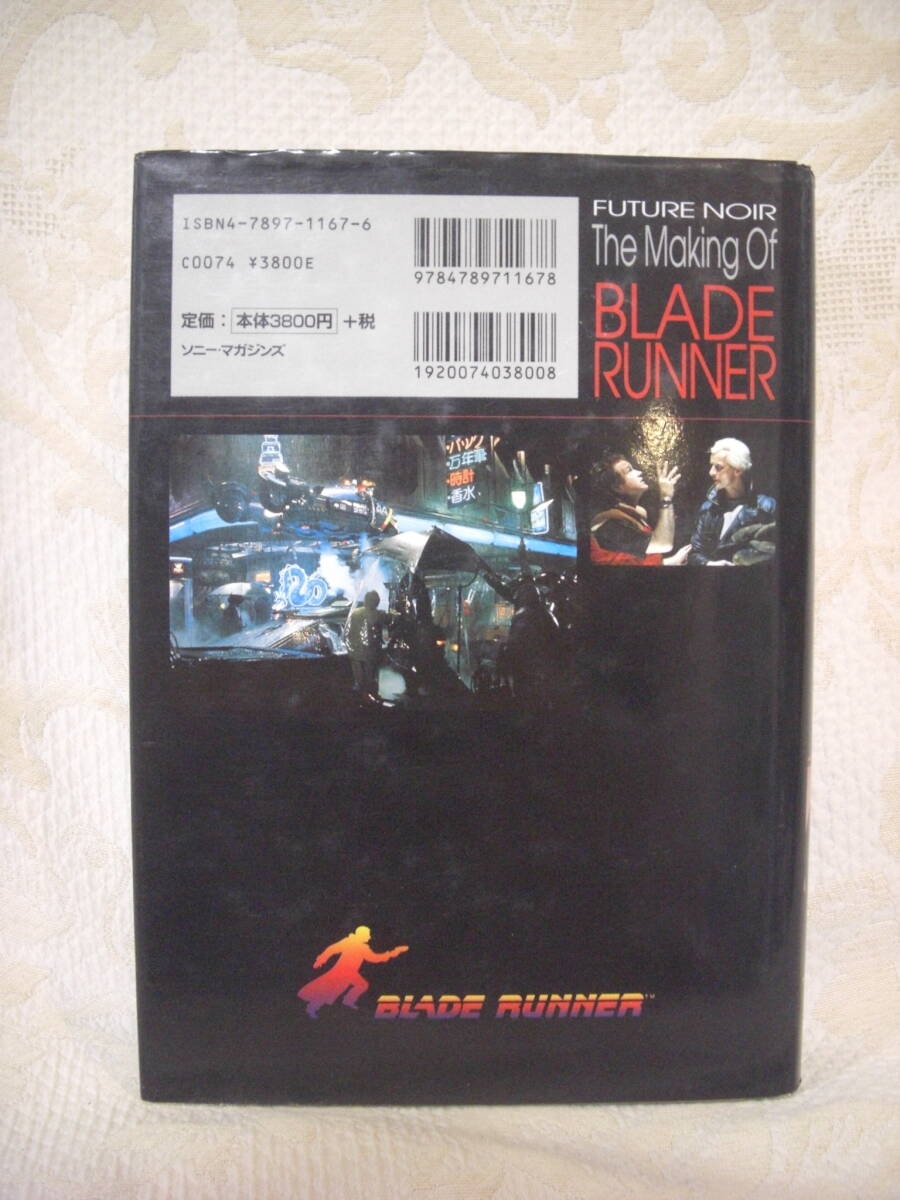 ISBN4-7897-1167-6
C0074 ¥3800E
定価：本体3800円+税
ソニー・マガジンズ
9784789711678
1920074038008
FUTURE NOIR
The Making Of
BLADE
RUNNER
・万年筆
・時計
・香水
BLADE RUNNER™